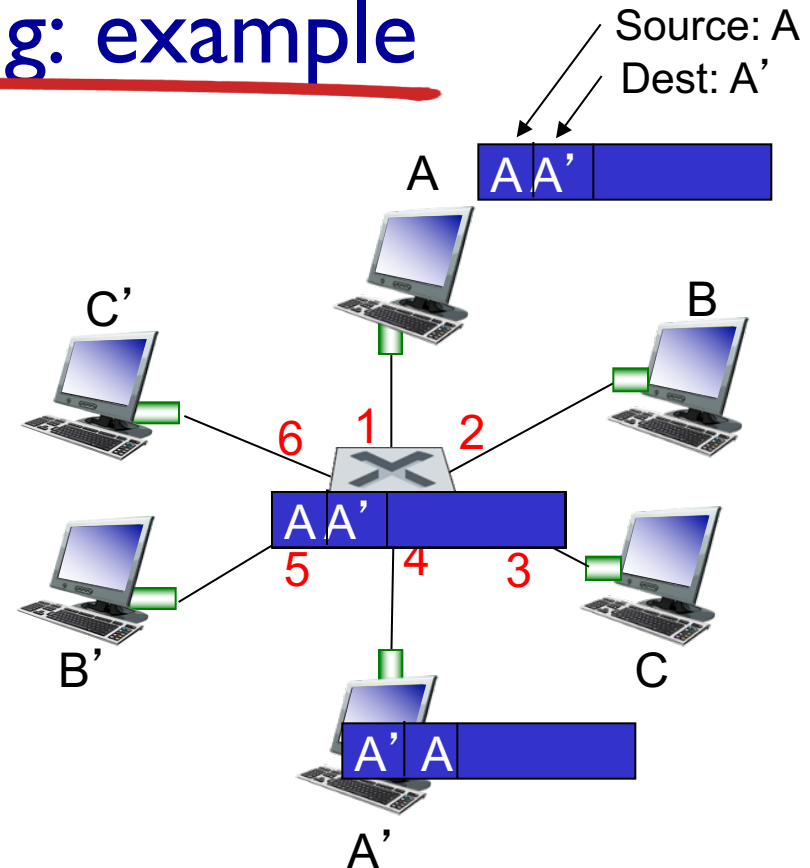 g: example
Source: A
Dest: A’
A
A A’
C’
B
6
1
2
A A’
5
4
3
B’
C
A’ A
A’